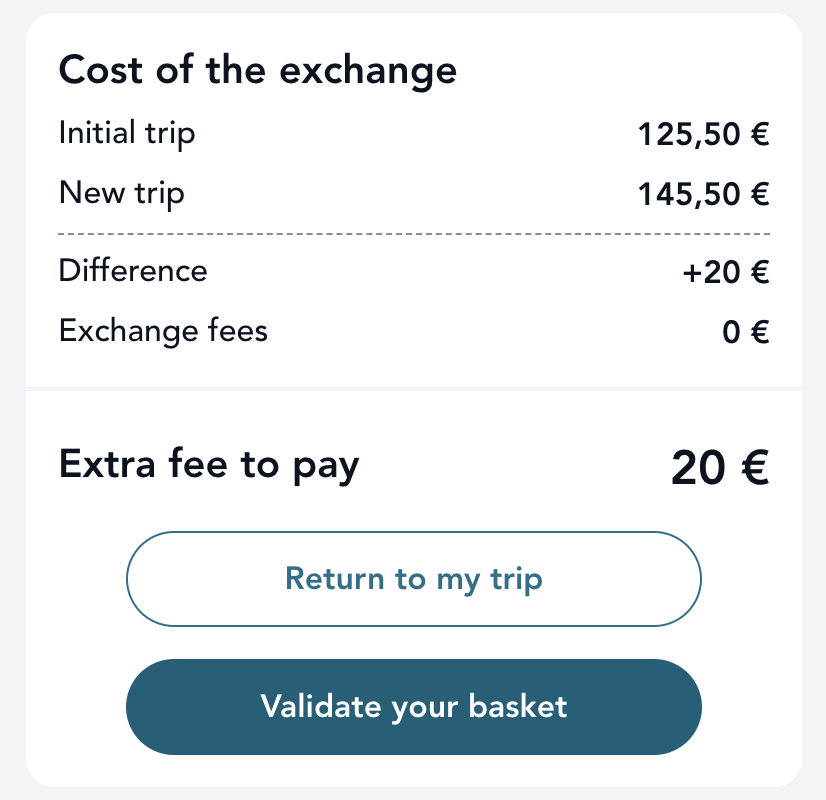 Cost of the exchange
Initial trip 125,50 €
New trip 145,50 €
Difference +20 €
Exchange fees 0 €
Extra fee to pay 20 €
Return to my trip
Validate your basket